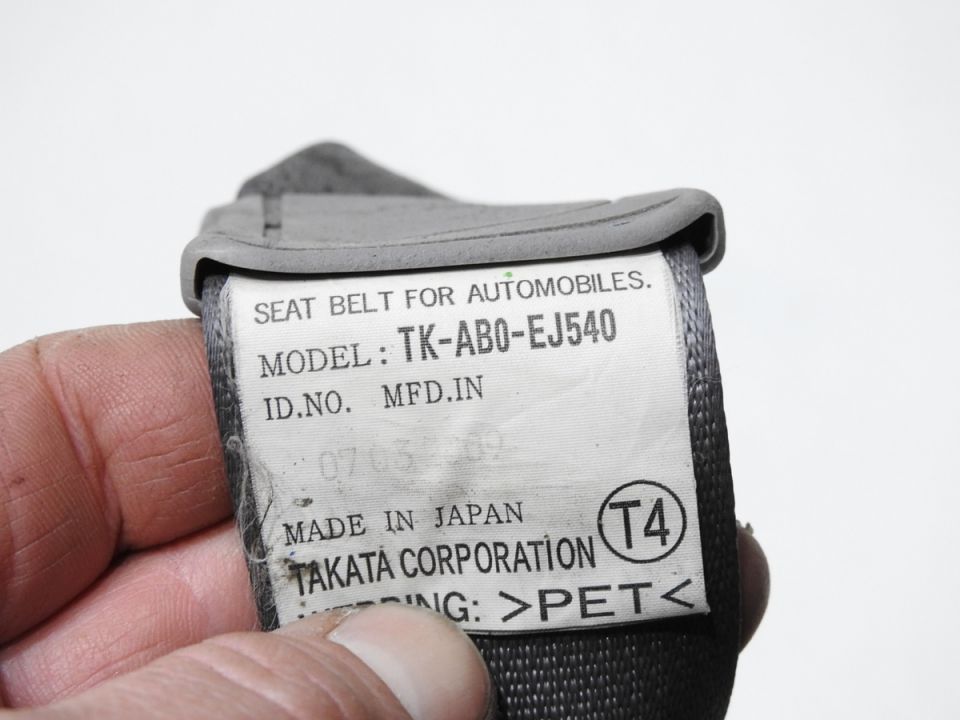 SEAT BELT FOR AUTOMOBILES.
MODEL: TK-AB0-EJ540
ID.NO. MFD.IN
MADE IN JAPAN
T4
TAKATA CORPORATION
>PET<